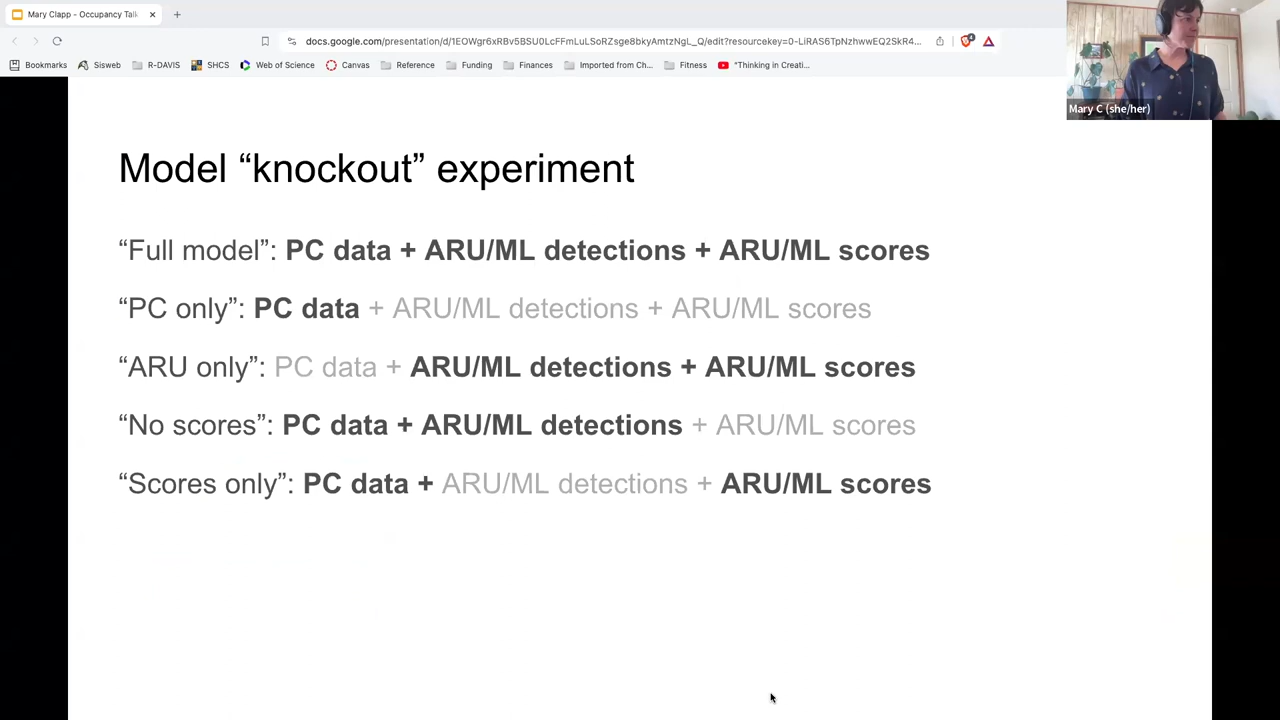 Mary Clapp - Occupancy Talk
docs.google.com/presentation/d/1EOWgr6xRBv5BSU0LcFFmLuLSoRZsge8bkyAmtzNgL_Q/edit?resourcekey=0-LiRAS6TpNzhwwEQ2SkR4...
4
Bookmarks Sisweb R-DAVIS SHCS Web of Science Canvas Reference Funding Finances Imported from Ch... Fitness "Thinking in Creati...
Mary C (she/her)
Model “knockout” experiment
“Full model”: PC data + ARU/ML detections + ARU/ML scores
“PC only”: PC data + ARU/ML detections + ARU/ML scores
“ARU only”: PC data + ARU/ML detections + ARU/ML scores
“No scores”: PC data + ARU/ML detections + ARU/ML scores
“Scores only”: PC data + ARU/ML detections + ARU/ML scores